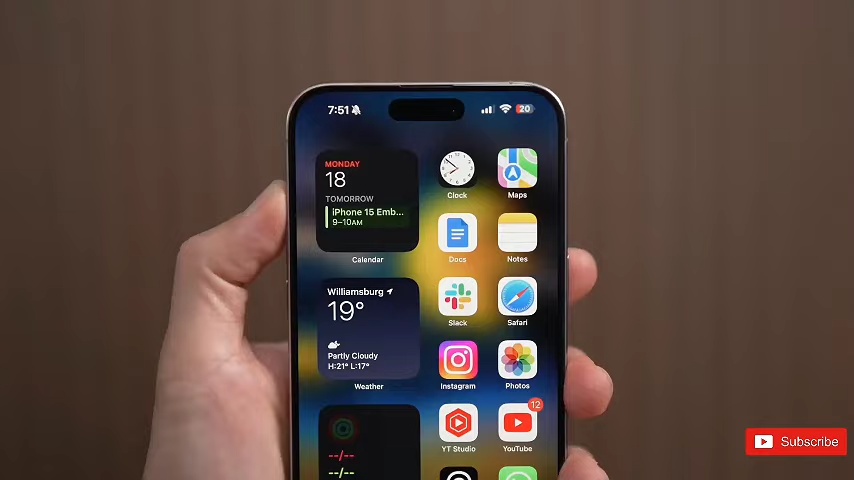 7:51
20
MONDAY
18
TOMORROW
iPhone 15 Emb...
9–10AM
Calendar
Clock
Maps
Docs
Notes
Williamsburg
19°
Partly Cloudy
H:21° L:17°
Weather
Slack
Safari
Instagram
Photos
12
YT Studio
YouTube
--/--
--/--
Subscribe